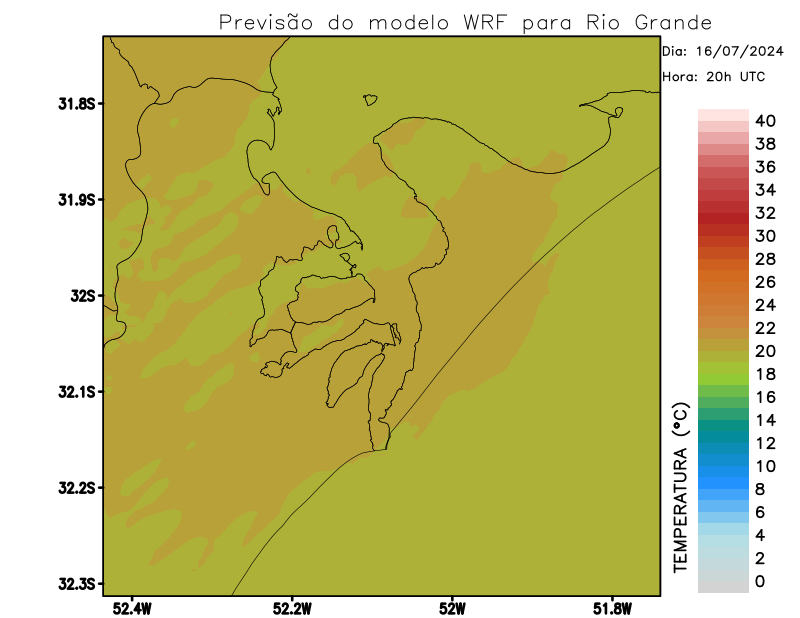 Previsão do modelo WRF para Rio Grande
Dia: 16/07/2024
Hora: 20h UTC
31.8S
31.9S
32S
32.1S
32.2S
32.3S
52.4W
52.2W
52W
51.8W
TEMPERATURA (°C)
40
38
36
34
32
30
28
26
24
22
20
18
16
14
12
10
8
6
4
2
0